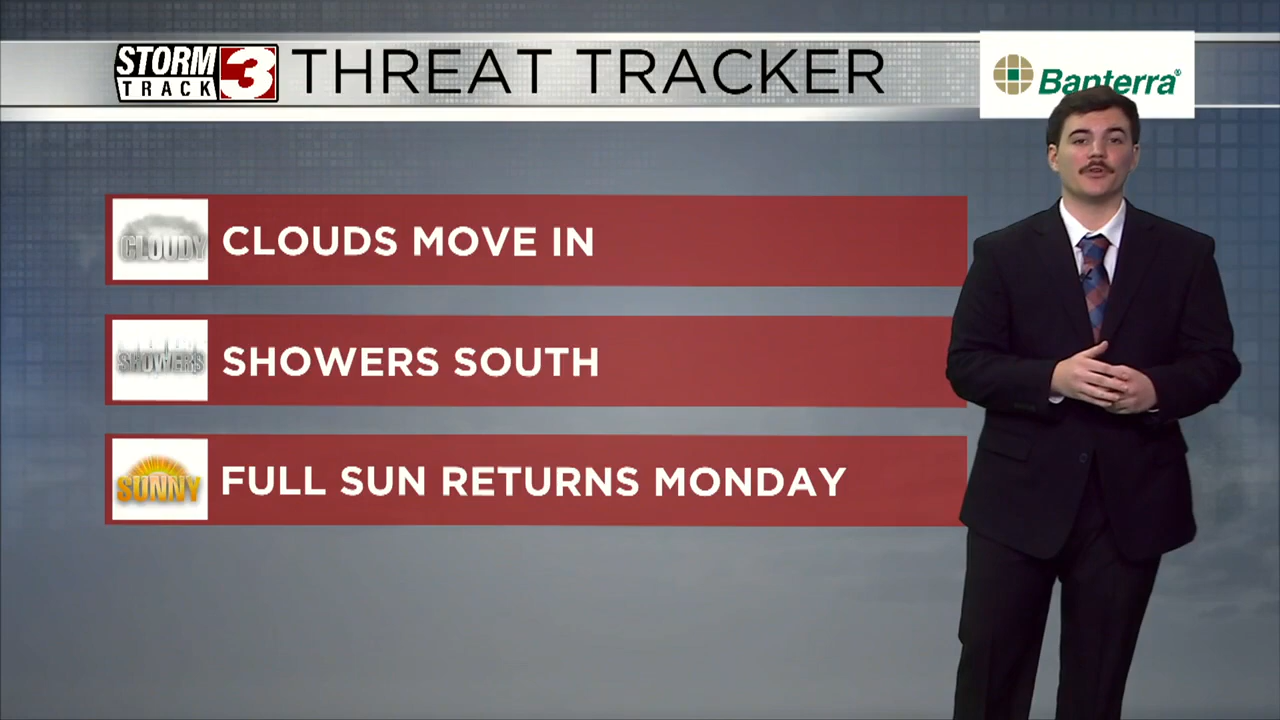 STORM
TRACK 3
THREAT TRACKER
Banterra®
CLOUDY
CLOUDS MOVE IN
SHOWERS
SHOWERS SOUTH
SUNNY
FULL SUN RETURNS MONDAY